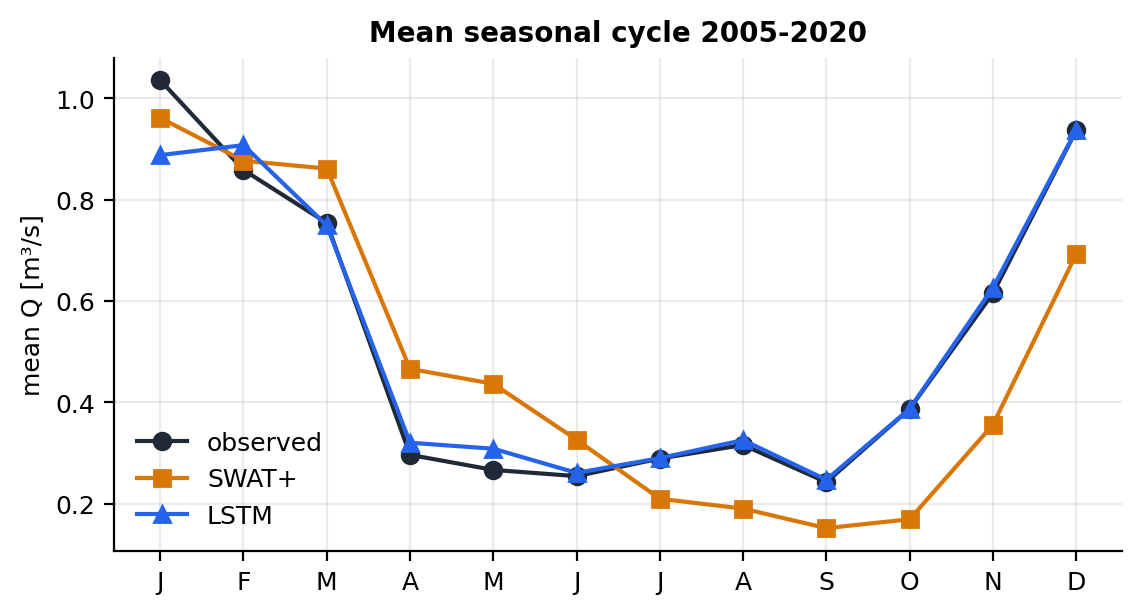 Mean seasonal cycle 2005-2020
mean Q [m³/s]
1.0
0.8
0.6
0.4
0.2
observed
SWAT+
LSTM
J F M A M J J A S O N D